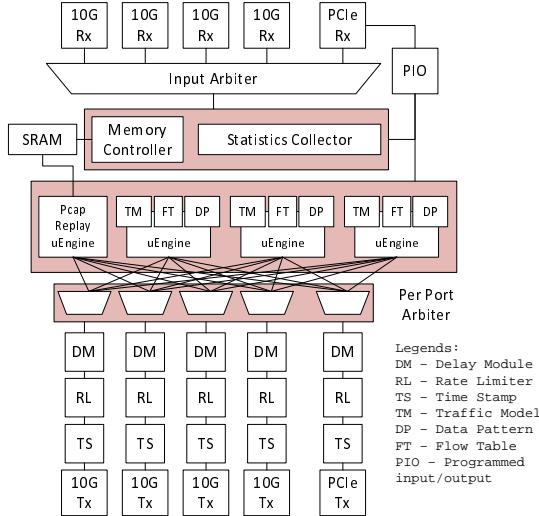 10G Rx
10G Rx
10G Rx
10G Rx
PCIe Rx
Input Arbiter
PIO
SRAM
Memory
Controller
Statistics Collector
Pcap
Replay
uEngine
TM FT DP
uEngine
TM FT DP
uEngine
TM FT DP
uEngine
Per Port
Arbiter
DM DM DM DM DM
RL RL RL RL RL
TS TS TS TS TS
10G Tx
10G Tx
10G Tx
10G Tx
PCIe Tx
Legends:
DM - Delay Module
RL - Rate Limiter
TS - Time Stamp
TM - Traffic Model
DP - Data Pattern
FT - Flow Table
PIO - Programmed
input/output